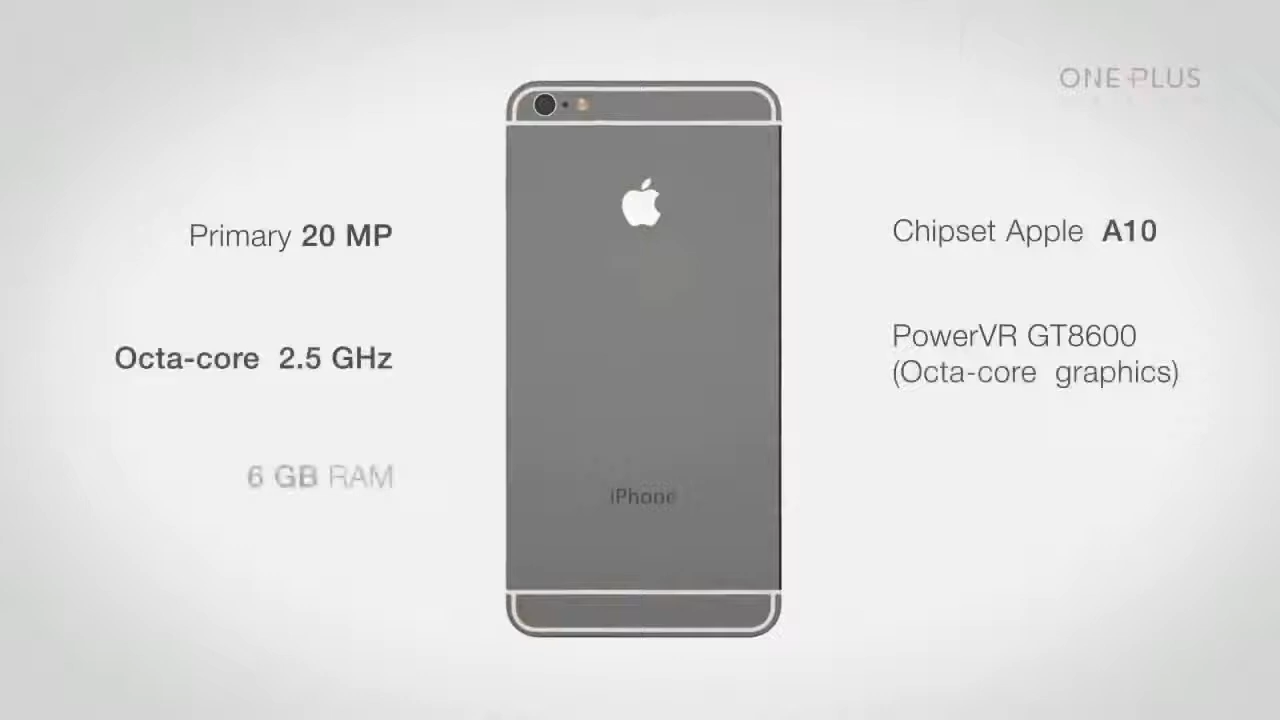 ONE PLUS
Primary 20 MP
Octa-core 2.5 GHz
6 GB RAM
iPhone
Chipset Apple A10
PowerVR GT8600
(Octa-core graphics)